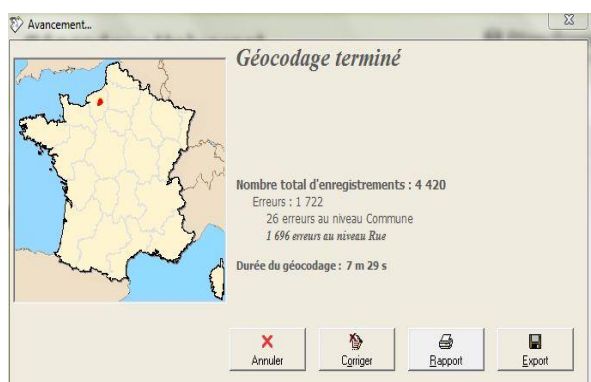 Avancement...
Géocodage terminé
Nombre total d'enregistrements : 4 420
Erreurs : 1 722
26 erreurs au niveau Commune
1 696 erreurs au niveau Rue
Durée du géocodage : 7 m 29 s
Annuler
Corriger
Rapport
Export